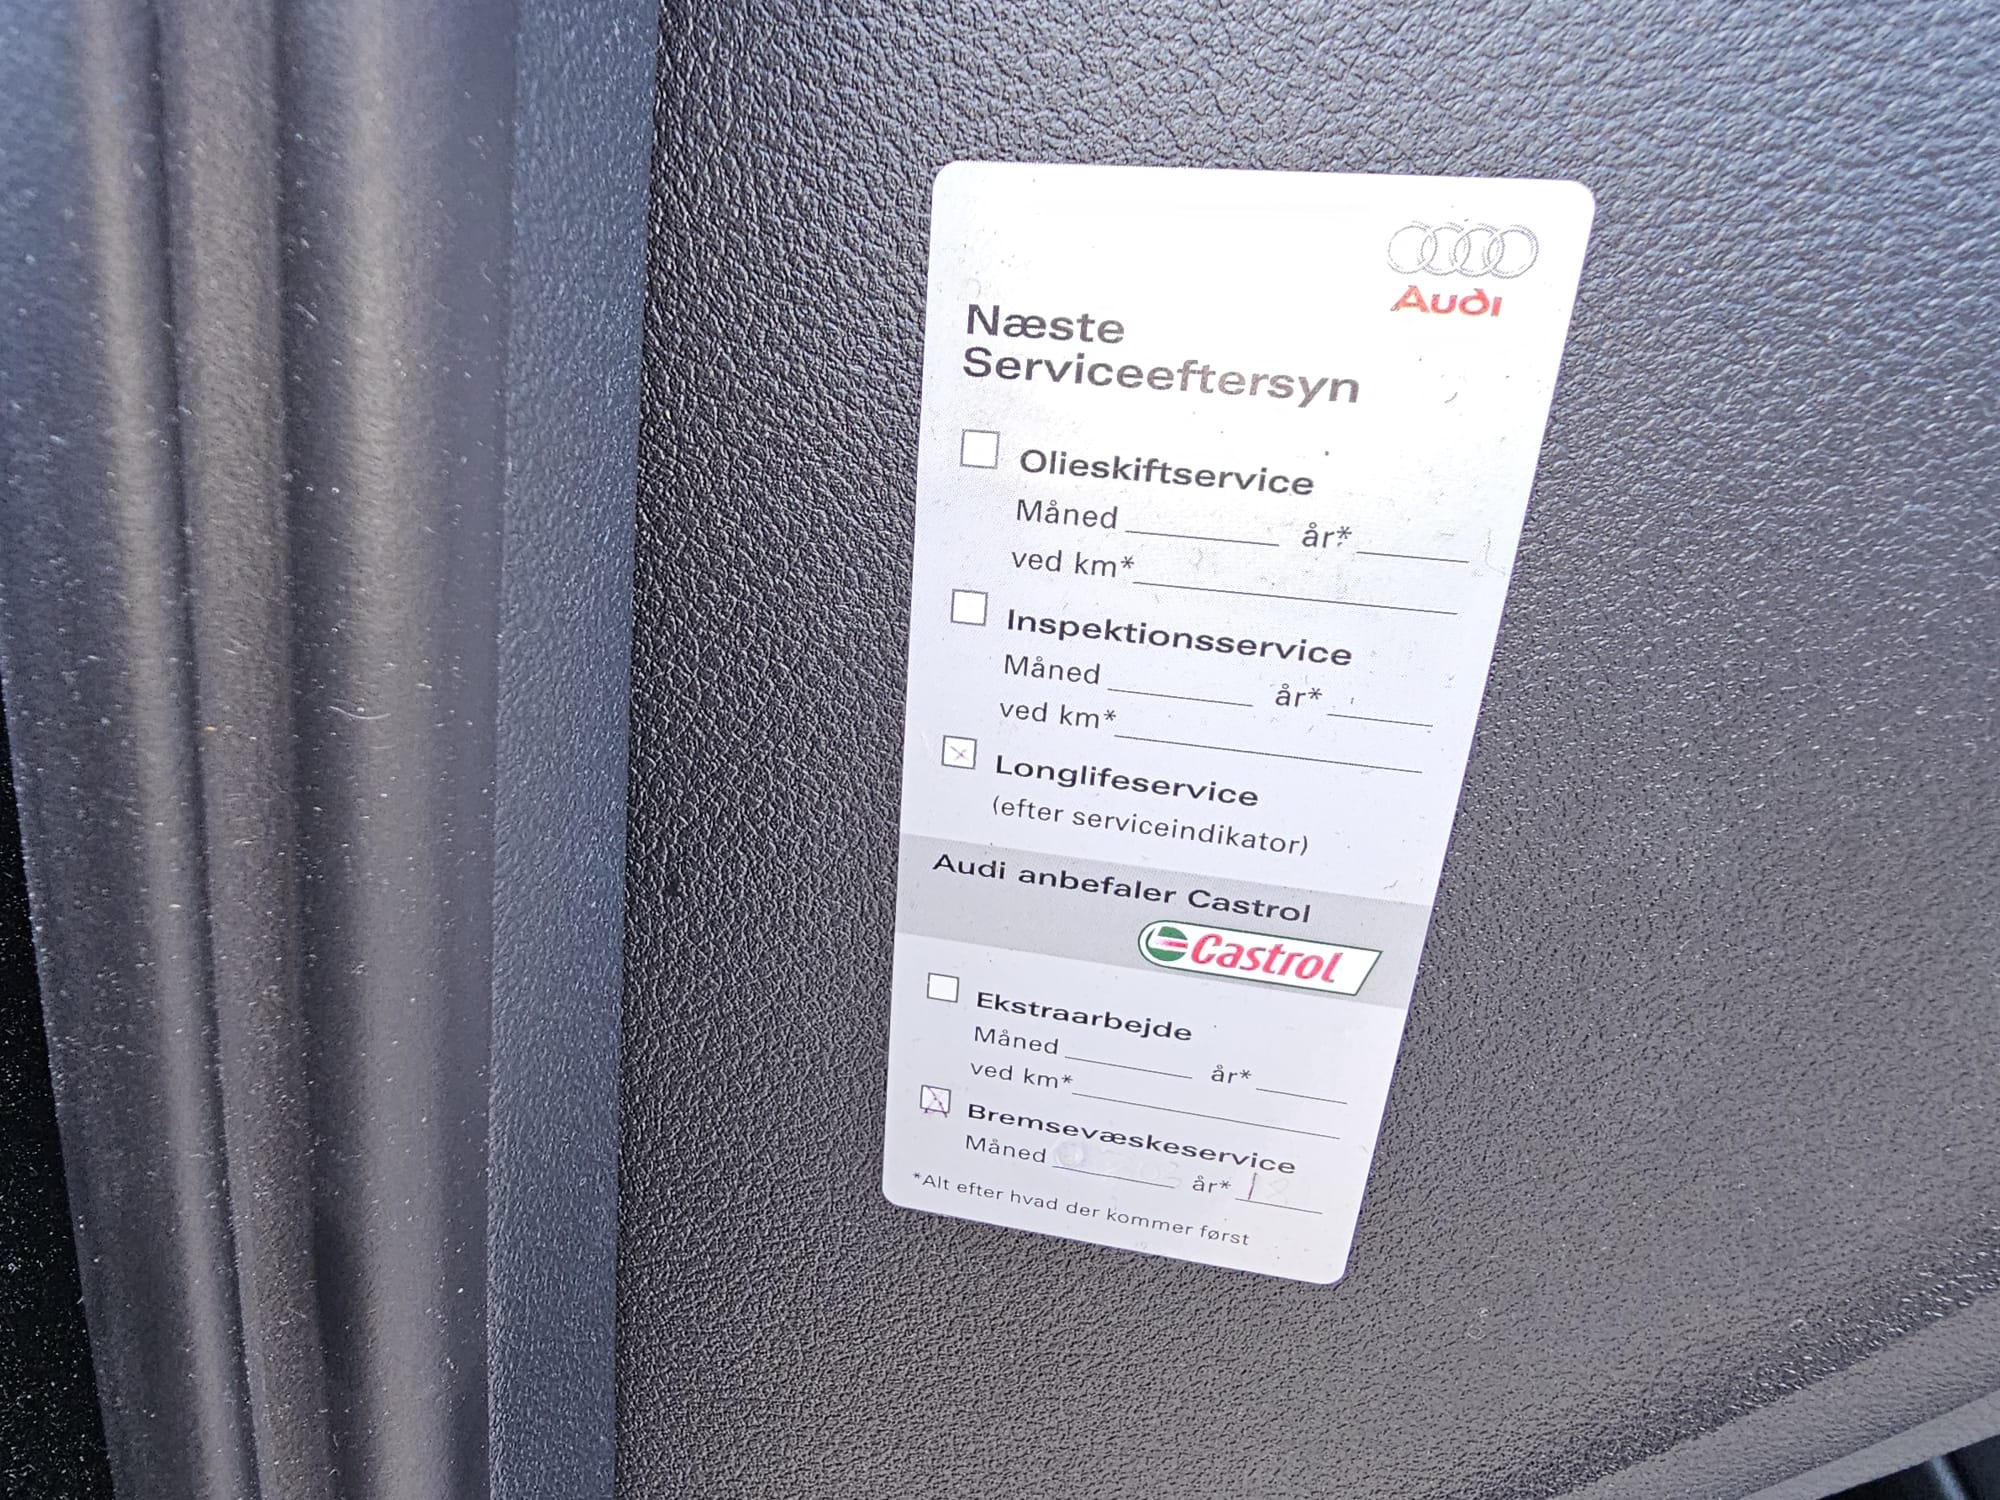 Audi
Næste
Serviceeftersyn
Olieskiftservice
Måned år*
ved km*
Inspektionsservice
Måned år*
ved km*
Longlifeservice
(efter serviceindikator)
Audi anbefaler Castrol
Castrol
Ekstraarbejde
Måned år*
ved km*
Bremsevæskeservice
Måned år*
*Alt efter hvad der kommer først